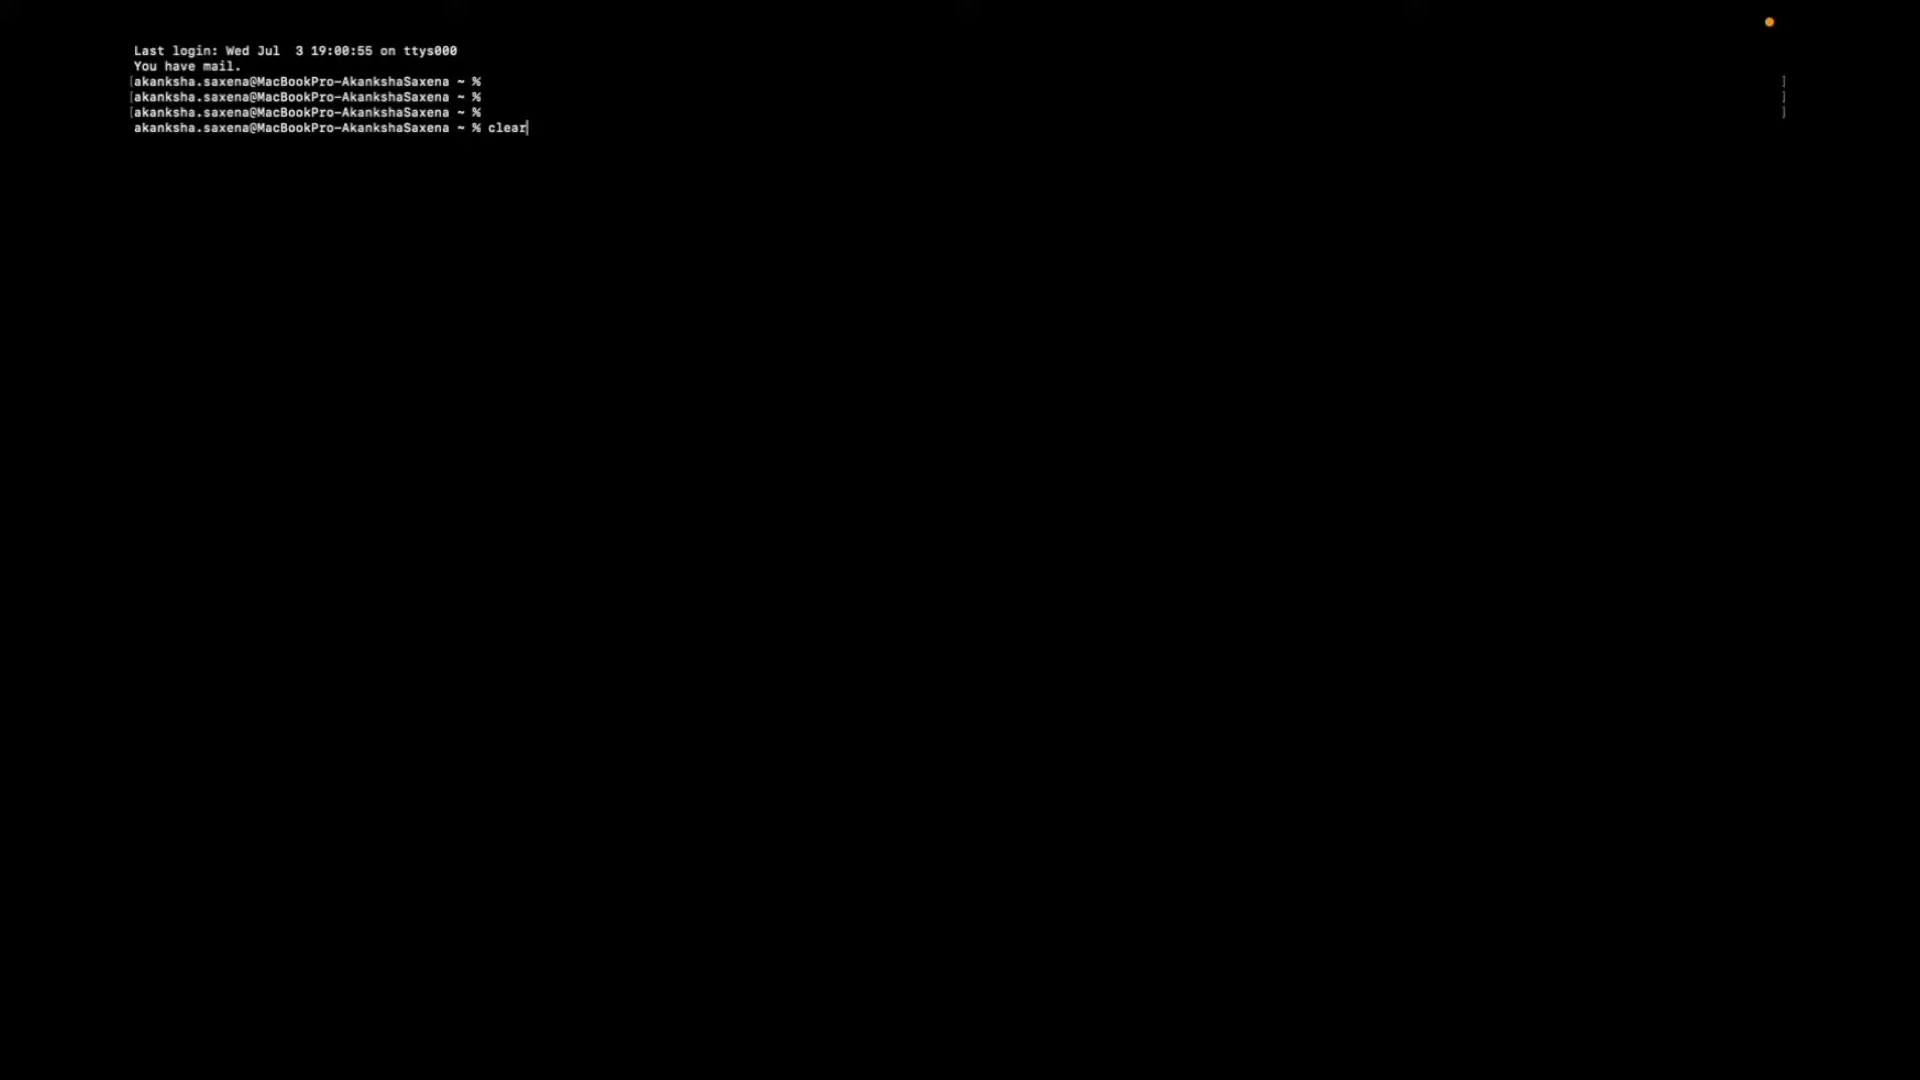 Last login: Wed Jul  3 19:00:55 on ttys000
You have mail.
[akanksha.saxena@MacBookPro-AkankshaSaxena ~ % ]
[akanksha.saxena@MacBookPro-AkankshaSaxena ~ % ]
[akanksha.saxena@MacBookPro-AkankshaSaxena ~ % ]
akanksha.saxena@MacBookPro-AkankshaSaxena ~ % clear